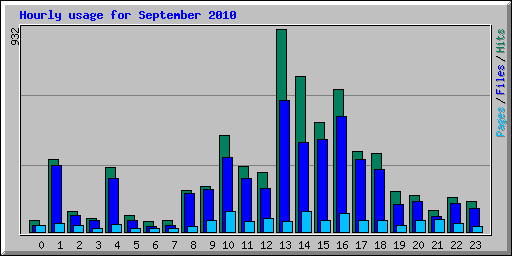 Hourly usage for September 2010
932
Pages / Files / Hits
0 1 2 3 4 5 6 7 8 9 10 11 12 13 14 15 16 17 18 19 20 21 22 23